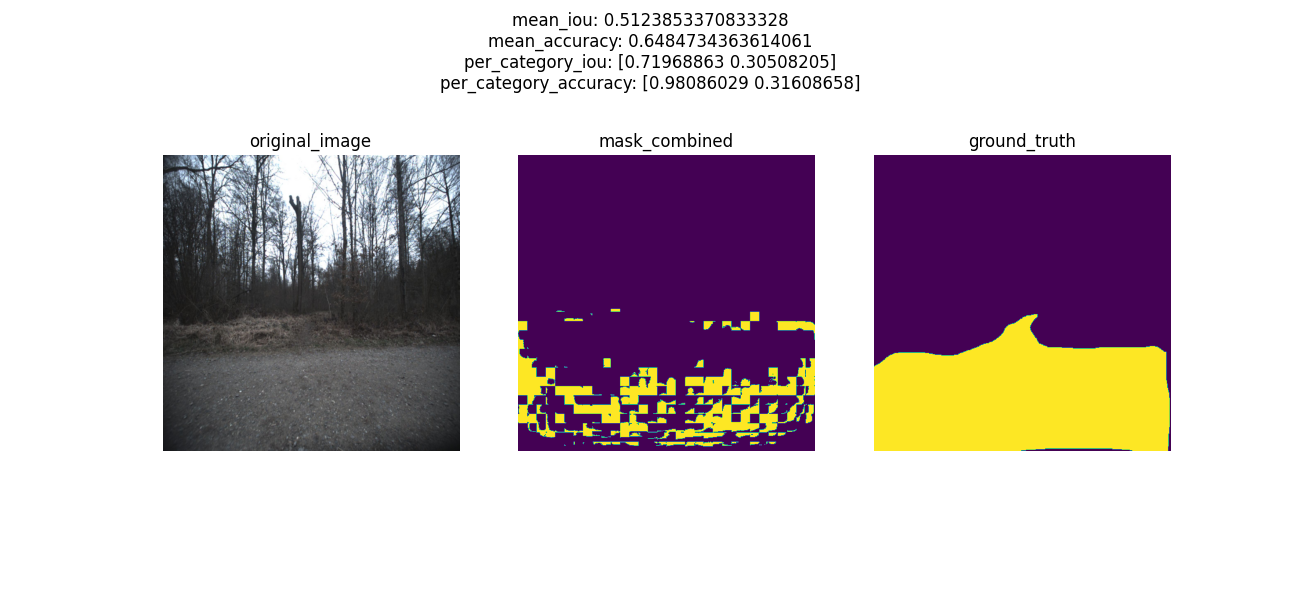 mean_iou: 0.5123853370833328
mean_accuracy: 0.6484734363614061
per_category_iou: [0.71968863 0.30508205]
per_category_accuracy: [0.98086029 0.31608658]
original_image
mask_combined
ground_truth